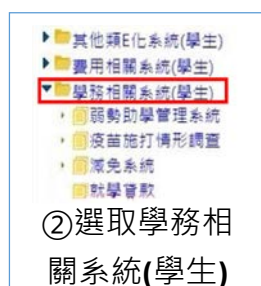 其他類E化系統(學生)
費用相關系統(學生)
學務相關系統(學生)
弱勢助學管理系統
疫苗施打情形調查
減免系統
就學貸款
②選取學務相
關系統(學生)